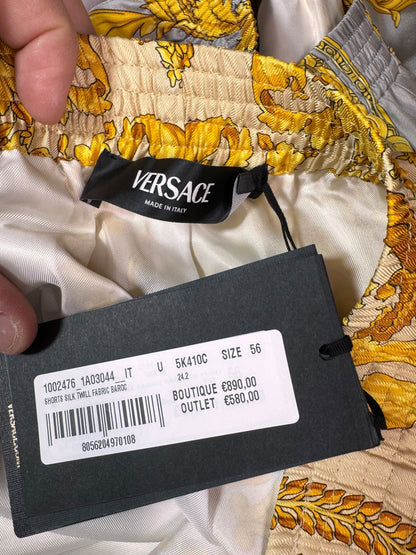 VERSACE
MADE IN ITALY
1002476_1A03044__IT U 5K410C SIZE 56
SHORTS SILK TWILL FABRIC BAROC 24.2
BOUTIQUE €890,00
OUTLET €580,00
8056204970108